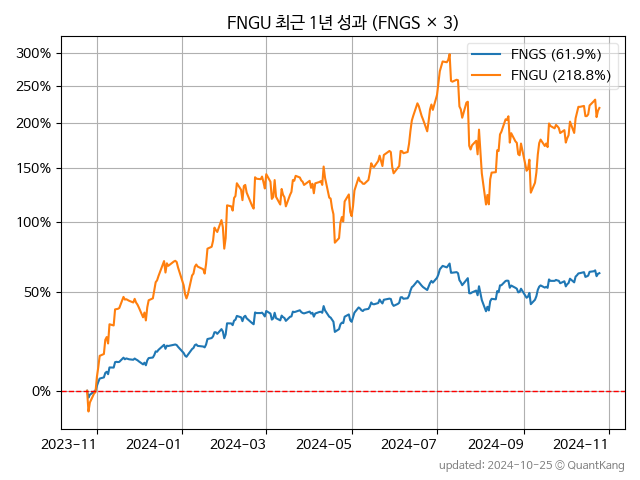 FNGU 최근 1년 성과 (FNGS × 3)
FNGS (61.9%)
FNGU (218.8%)
300%
250%
200%
150%
100%
50%
0%
2023-11 2024-01 2024-03 2024-05 2024-07 2024-09 2024-11
updated: 2024-10-25 ⓒ QuantKang